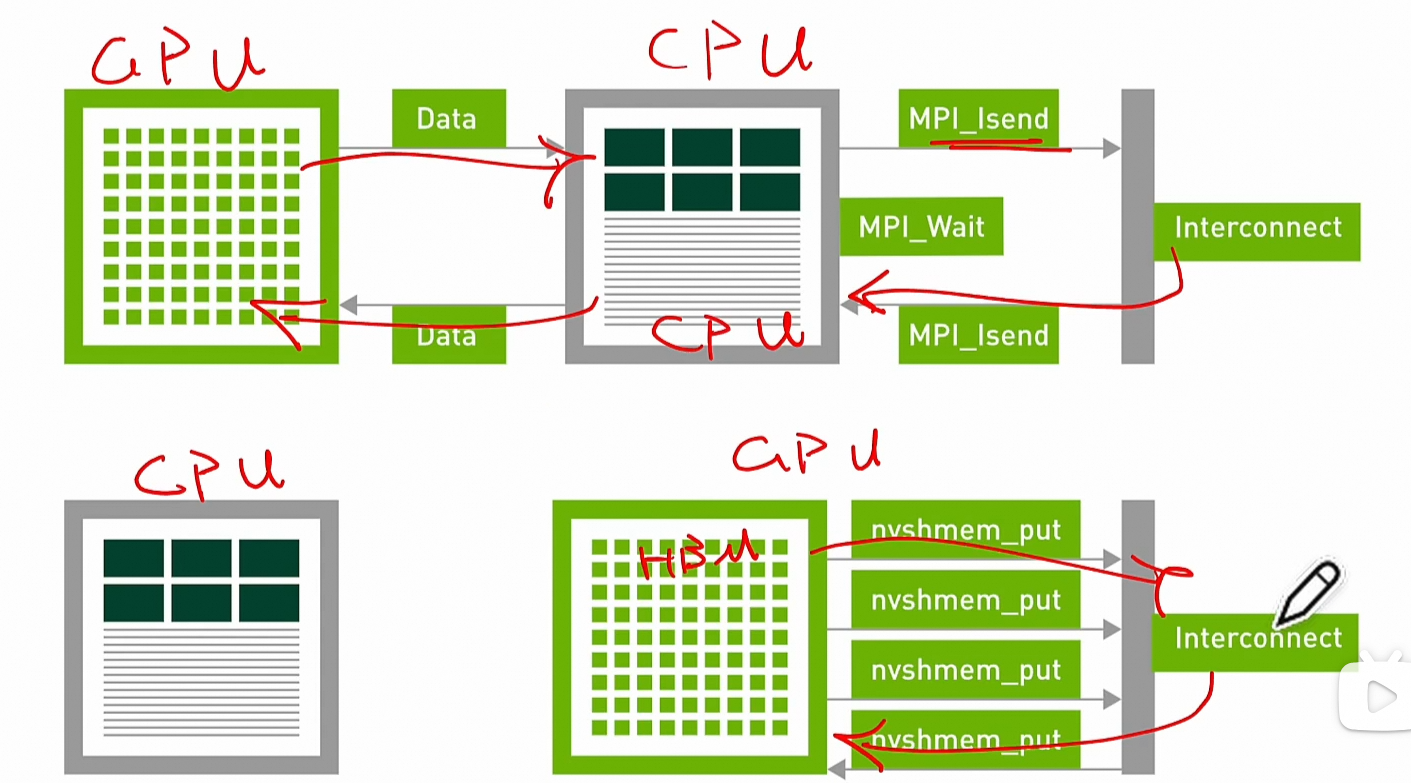 GPU
CPU
Data
MPI_Isend
MPI_Wait
Interconnect
Data
CPU
MPI_Isend
CPU
GPU
HBM
nvshmem_put
nvshmem_put
Interconnect
nvshmem_put
nvshmem_put